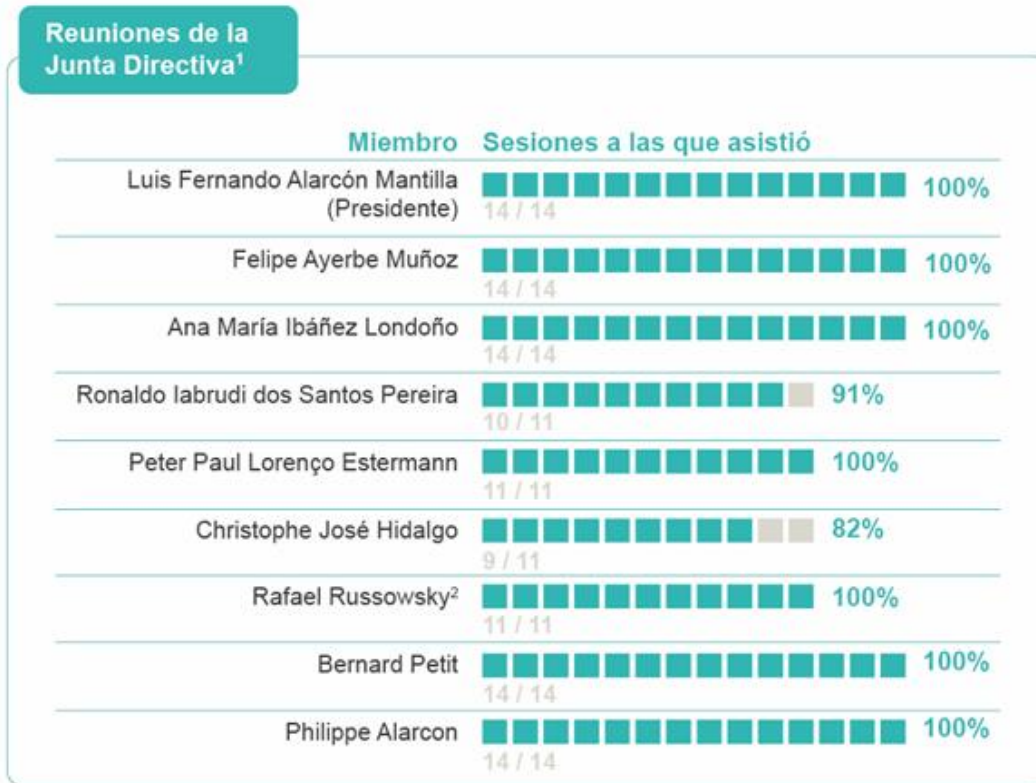 Reuniones de la
Junta Directiva¹
Miembro Sesiones a las que asistió
Luis Fernando Alarcón Mantilla
(Presidente)
100%
14 / 14
Felipe Ayerbe Muñoz
100%
14 / 14
Ana María Ibáñez Londoño
100%
14 / 14
Ronaldo Iabrudi dos Santos Pereira
91%
10 / 11
Peter Paul Lorenço Estermann
100%
11 / 11
Christophe José Hidalgo
82%
9 / 11
Rafael Russowsky²
100%
11 / 11
Bernard Petit
100%
14 / 14
Philippe Alarcon
100%
14 / 14